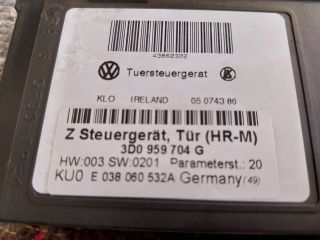 43860302
Tuersteuergerat
KLO IRELAND 05 0743 86
Z Steuergerät, Tür (HR-M)
3D0 959 704 G
HW:003 SW:0201 Parameterst.: 20
KU0 E 038 060 532A Germany (49)